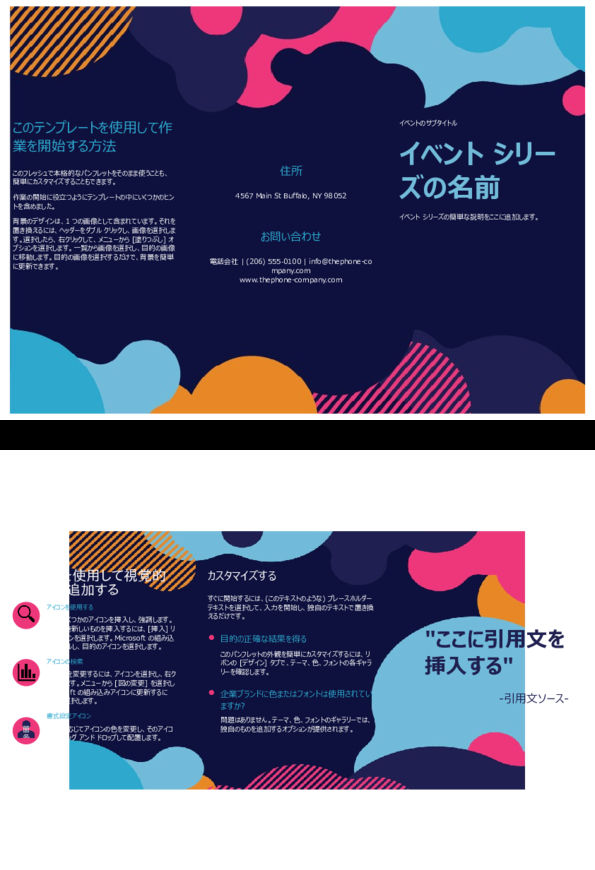 このテンプレートを使用して作
業を開始する方法
このフレッシュで本格的なパンフレットをそのまま使うことも、
簡単にカスタマイズすることもできます。
作業の開始に役立つようにテンプレートの中にいくつかのヒン
トを含めました。
背景のデザインは、1 つの画像として含まれています。それを
置き換えるには、ヘッダーをダブル クリックし、画像を選択しま
す。選択したら、右クリックして、メニューから [塗りつぶし] オ
プションを選択します。一覧から画像を選択し、目的の画像
に移動します。目的の画像を選択するだけで、背景を簡単
に更新できます。
住所
4567 Main St Buffalo, NY 98052
お問い合わせ
電話会社 | (206) 555-0100 | info@thephone-co
mpany.com
www.thephone-company.com
イベントのサブタイトル
イベント シリー
ズの名前
イベント シリーズの簡単な説明をここに追加します。
を使用して視覚的
追加する
アイコンを使用する
つかのアイコンを挿入し、強調します。
新しいものを挿入するには、[挿入] リ
ンを選択します。Microsoft の組み込
し、目的のアイコンを選択します。
アイコンの検索
を変更するには、アイコンを選択し、右ク
す。メニューから [図の変更] を選択し
ft の組み込みアイコンに更新するに
択します。
書式設定アイコン
応じてアイコンの色を変更し、そのアイコ
グ アンド ドロップして配置します。
カスタマイズする
すぐに開始するには、(このテキストのような) プレースホルダー
テキストを選択して、入力を開始し、独自のテキストで置き換
えるだけです。
目的の正確な結果を得る
このパンフレットの外観を簡単にカスタマイズするには、リ
ボンの [デザイン] タブで、テーマ、色、フォントの各ギャラリ
ーを確認します。
企業ブランドに色またはフォントは使用されてい
ますか?
問題はありません。テーマ、色、フォントのギャラリーでは、
独自のものを追加するオプションが提供されます。
"ここに引用文を
挿入する"
-引用文ソース-